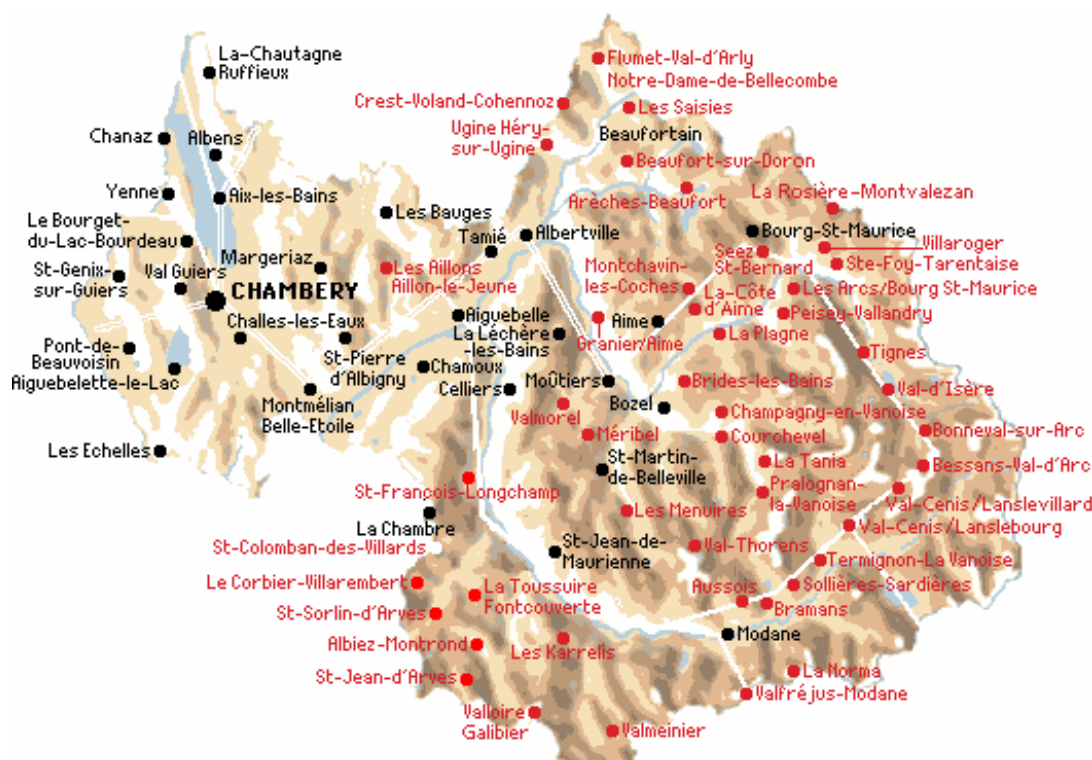 La-Chautagne
Ruffieux
Flumet-Val-d'Arly
Notre-Dame-de-Bellecombe
Crest-Voland-Cohennoz
Les Saisies
Chanaz
Albens
Ugine Héry-
sur-Ugine
Beaufortain
Beaufort-sur-Doron
Yenne
Aix-les-Bains
Arèches-Beaufort
La Rosière-Montvalezan
Le Bourget-
du-Lac-Bourdeau
Les Bauges
Tamié
Albertville
Bourg-St-Maurice
Villaroger
St-Genix-
sur-Guiers
Val Guiers
Margeriaz
Les Aillons
Aillon-le-Jeune
Montchavin-
les-Coches
Seez
St-Bernard
Ste-Foy-Tarentaise
CHAMBERY
La-Côte
d'Aime
Les Arcs/Bourg St-Maurice
Challes-les-Eaux
Aiguebelle
La Léchère
-les-Bains
Aime
Granier/Aime
Peisey-Vallandry
La Plagne
Pont-de-
Beauvoisin
Aiguebelette-le-Lac
St-Pierre
d'Albigny
Chamoux
Tignes
Montmélian
Belle-Etoile
Celliers
Moûtiers
Brides-les-Bains
Val-d'Isère
Valmorel
Bozel
Champagny-en-Vanoise
Les Echelles
Méribel
Courchevel
Bonneval-sur-Arc
St-Martin-
de-Belleville
La Tania
Bessans-Val-d'Arc
St-François-Longchamp
Pralognan-
la-Vanoise
Val-Cenis/Lanslevillard
La Chambre
Les Menuires
Val-Cenis/Lanslebourg
St-Colomban-des-Villards
St-Jean-de-
Maurienne
Val-Thorens
Termignon-La Vanoise
Le Corbier-Villarembert
La Toussuire
Fontcouverte
Aussois
Sollières-Sardières
St-Sorlin-d'Arves
Bramans
Albiez-Montrond
Les Karrelis
Modane
St-Jean-d'Arves
La Norma
Valfréjus-Modane
Valloire
Galibier
Valmeinier